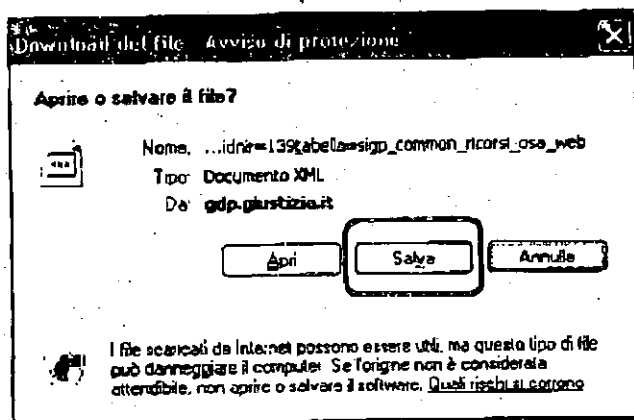 Download del file - Avviso di protezione
Aprire o salvare il file?
Nome: ...idnir=139&tabella=sigp_common_ricorsi_osa_web
Tipo: Documento XML
Da: gdp.giustizia.it
Apri
Salva
Annulla
I file scaricati da Internet possono essere utili, ma questo tipo di file
può danneggiare il computer. Se l'origine non è considerata
attendibile, non aprire o salvare il software. Quali rischi si corrono